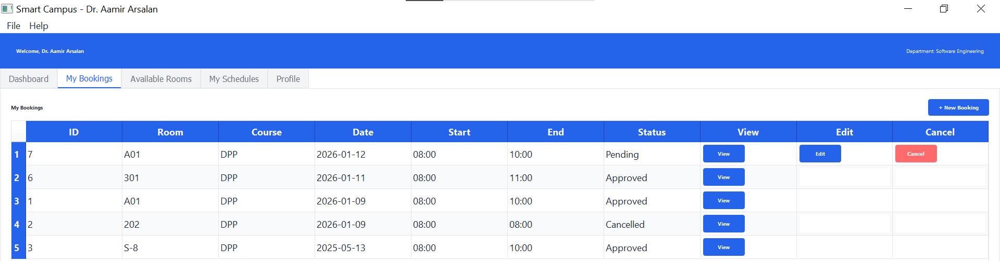 Smart Campus - Dr. Aamir Arsalan
File Help
Welcome, Dr. Aamir Arsalan Department: Software Engineering
Dashboard My Bookings Available Rooms My Schedules Profile
My Bookings + New Booking
ID Room Course Date Start End Status View Edit Cancel
1 7 A01 DPP 2026-01-12 08:00 10:00 Pending View Edit Cancel
2 6 301 DPP 2026-01-11 08:00 11:00 Approved View
3 1 A01 DPP 2026-01-09 08:00 10:00 Approved View
4 2 202 DPP 2026-01-09 08:00 08:00 Cancelled View
5 3 S-8 DPP 2025-05-13 08:00 10:00 Approved View